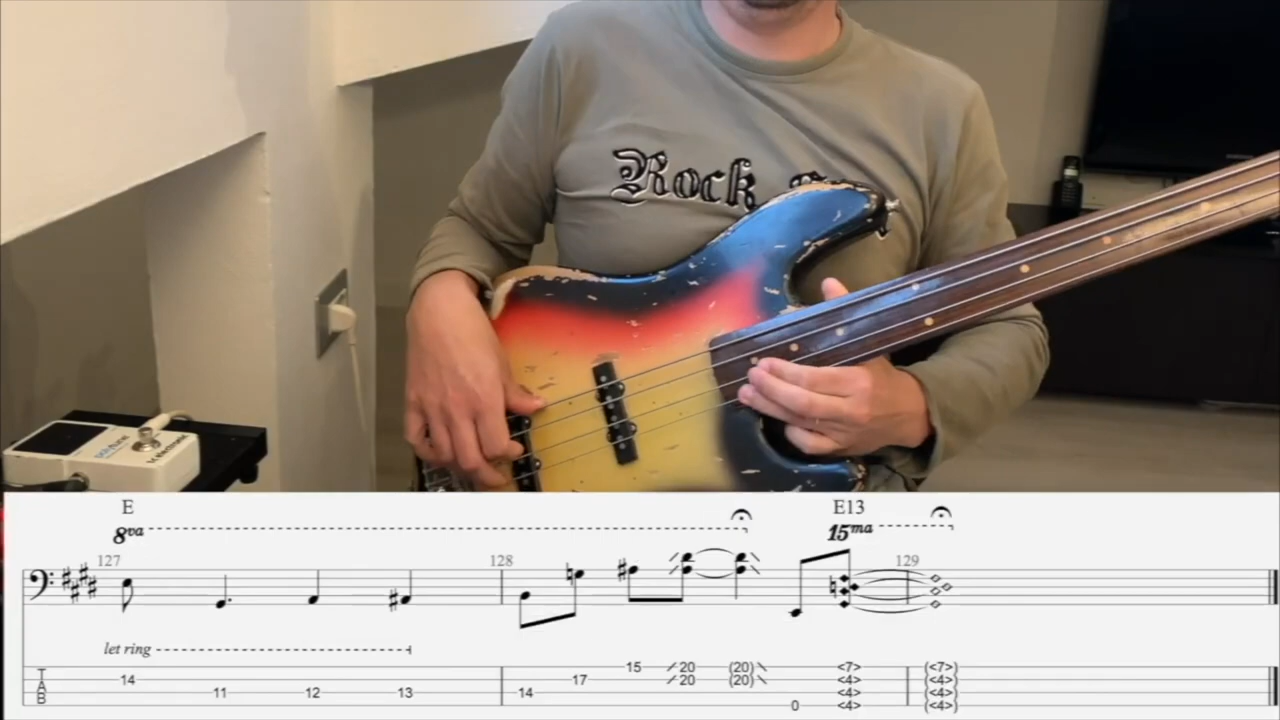 Rock
E
E13
8va
15ma
127
128
129
let ring
15 20 (20) <7> (<7>)
T
A
B
14 17 20 (20) <4> (<4>)
11 12 13 14 <4> (<4>)
0 <4> (<4>)